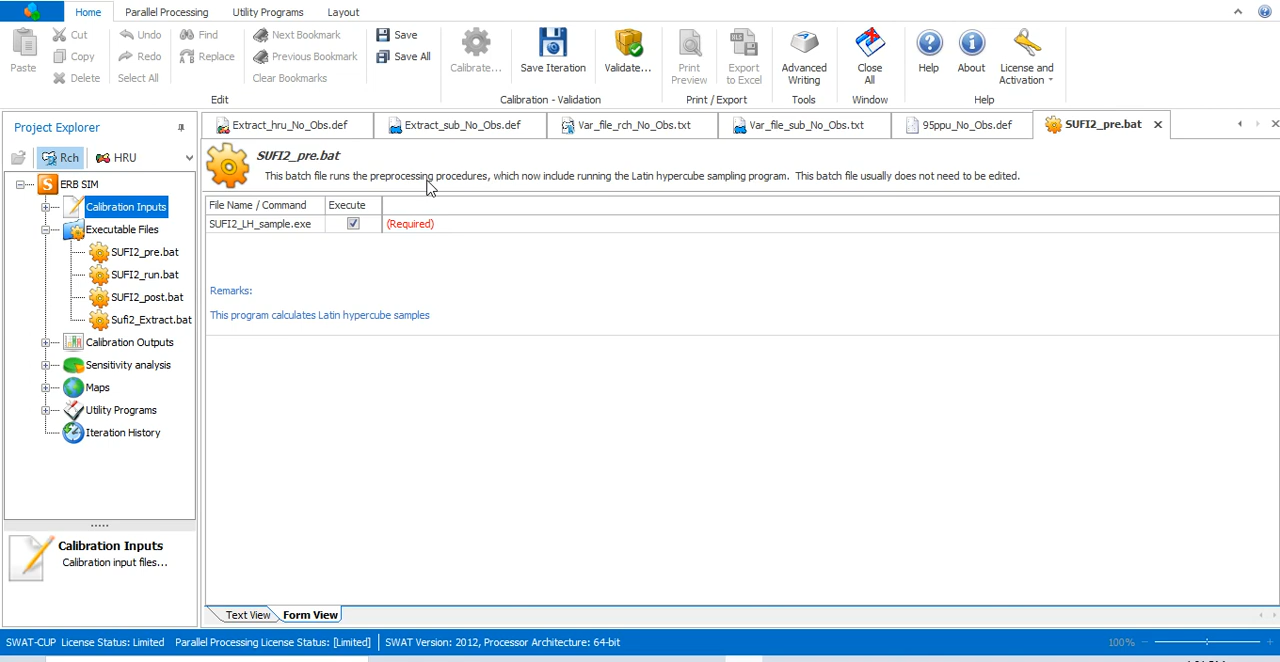 Home Parallel Processing Utility Programs Layout
Paste
Cut
Copy
Delete
Undo
Redo
Select All
Find
Replace
Edit
Next Bookmark
Previous Bookmark
Clear Bookmarks
Save
Save All
Calibrate...
Save Iteration
Validate...
Calibration - Validation
Print
Preview
Export
to Excel
Print / Export
Advanced
Writing
Tools
Close
All
Window
Help
About
License and
Activation
Help
Project Explorer
Rch HRU
ERB SIM
Calibration Inputs
Executable Files
SUFI2_pre.bat
SUFI2_run.bat
SUFI2_post.bat
Sufi2_Extract.bat
Calibration Outputs
Sensitivity analysis
Maps
Utility Programs
Iteration History
Calibration Inputs
Calibration input files...
Extract_hru_No_Obs.def Extract_sub_No_Obs.def Var_file_rch_No_Obs.txt Var_file_sub_No_Obs.txt 95ppu_No_Obs.def SUFI2_pre.bat
SUFI2_pre.bat
This batch file runs the preprocessing procedures, which now include running the Latin hypercube sampling program. This batch file usually does not need to be edited.
File Name / Command Execute
SUFI2_LH_sample.exe (Required)
Remarks:
This program calculates Latin hypercube samples
Text View Form View
SWAT-CUP License Status: Limited Parallel Processing License Status: [Limited] SWAT Version: 2012, Processor Architecture: 64-bit 100%